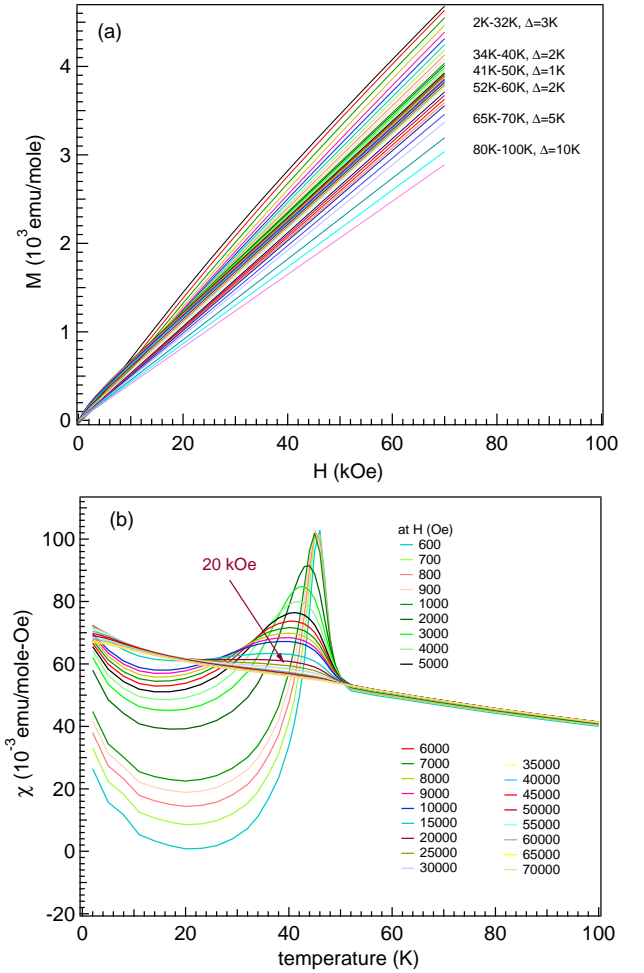 (a)
2K-32K, Δ=3K
34K-40K, Δ=2K
41K-50K, Δ=1K
52K-60K, Δ=2K
65K-70K, Δ=5K
80K-100K, Δ=10K
M (10³ emu/mole)
4
3
2
1
0
0 20 40 60 80 100
H (kOe)
(b)
at H (Oe)
600
700
800
900
1000
2000
3000
4000
5000
20 kOe
χ (10⁻³ emu/mole-Oe)
100
80
60
40
20
0
-20
6000
7000
8000
9000
10000
15000
20000
25000
30000
35000
40000
45000
50000
55000
60000
65000
70000
0 20 40 60 80 100
temperature (K)